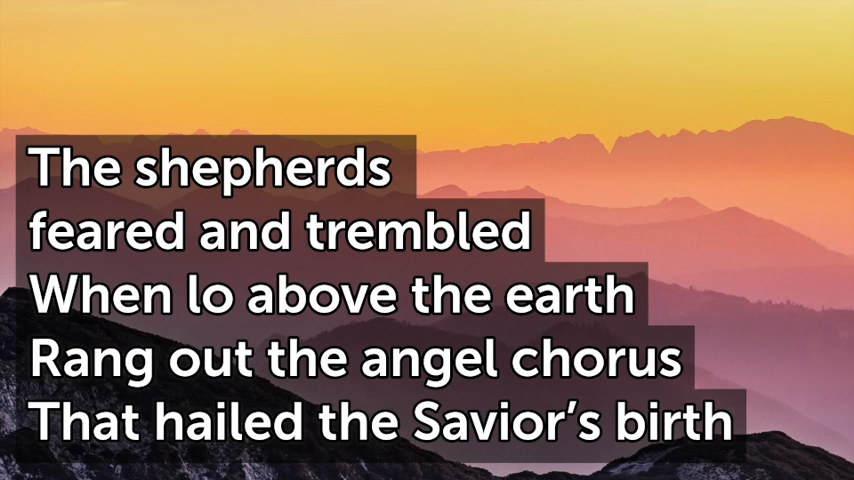 The shepherds
feared and trembled
When lo above the earth
Rang out the angel chorus
That hailed the Savior’s birth